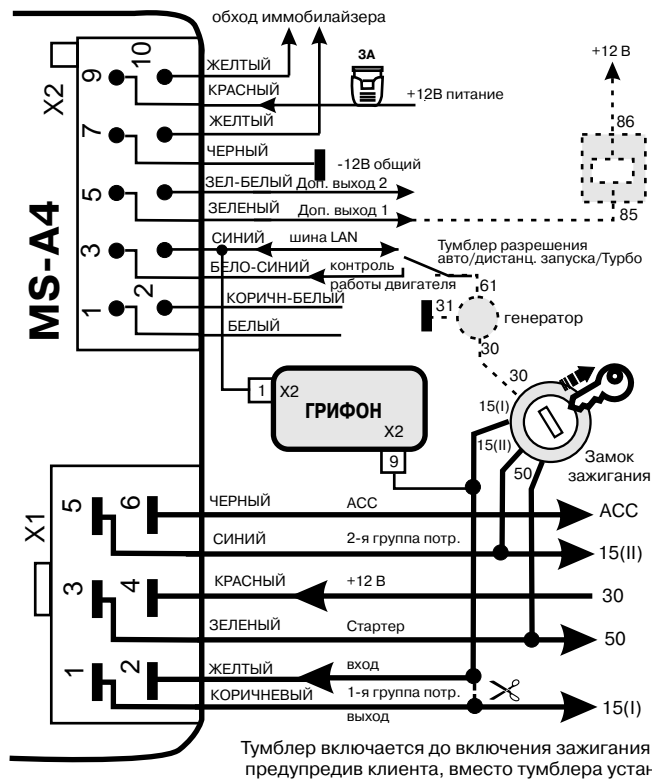 обход иммобилайзера
X2
MS-A4
9
10
7
5
3
1
2
ЖЕЛТЫЙ
3А
КРАСНЫЙ
+12В питание
ЖЕЛТЫЙ
ЧЕРНЫЙ
-12В общий
ЗЕЛ-БЕЛЫЙ Доп. выход 2
ЗЕЛЕНЫЙ Доп. выход 1
СИНИЙ шина LAN
БЕЛО-СИНИЙ контроль
работы двигателя
КОРИЧН-БЕЛЫЙ
БЕЛЫЙ
+12 В
86
85
Тумблер разрешения
авто/дистанц. запуска/Турбо
61
31
генератор
30
30
15(I)
15(II)
50
Замок
зажигания
1
X2
ГРИФОН
X2
9
X1
5
6
3
4
1
2
ЧЕРНЫЙ ACC
ACC
СИНИЙ 2-я группа потр.
15(II)
КРАСНЫЙ +12 В
30
ЗЕЛЕНЫЙ Стартер
50
ЖЕЛТЫЙ вход
КОРИЧНЕВЫЙ 1-я группа потр.
выход
15(I)
Тумблер включается до включения зажигания
предупредив клиента, вместо тумблера